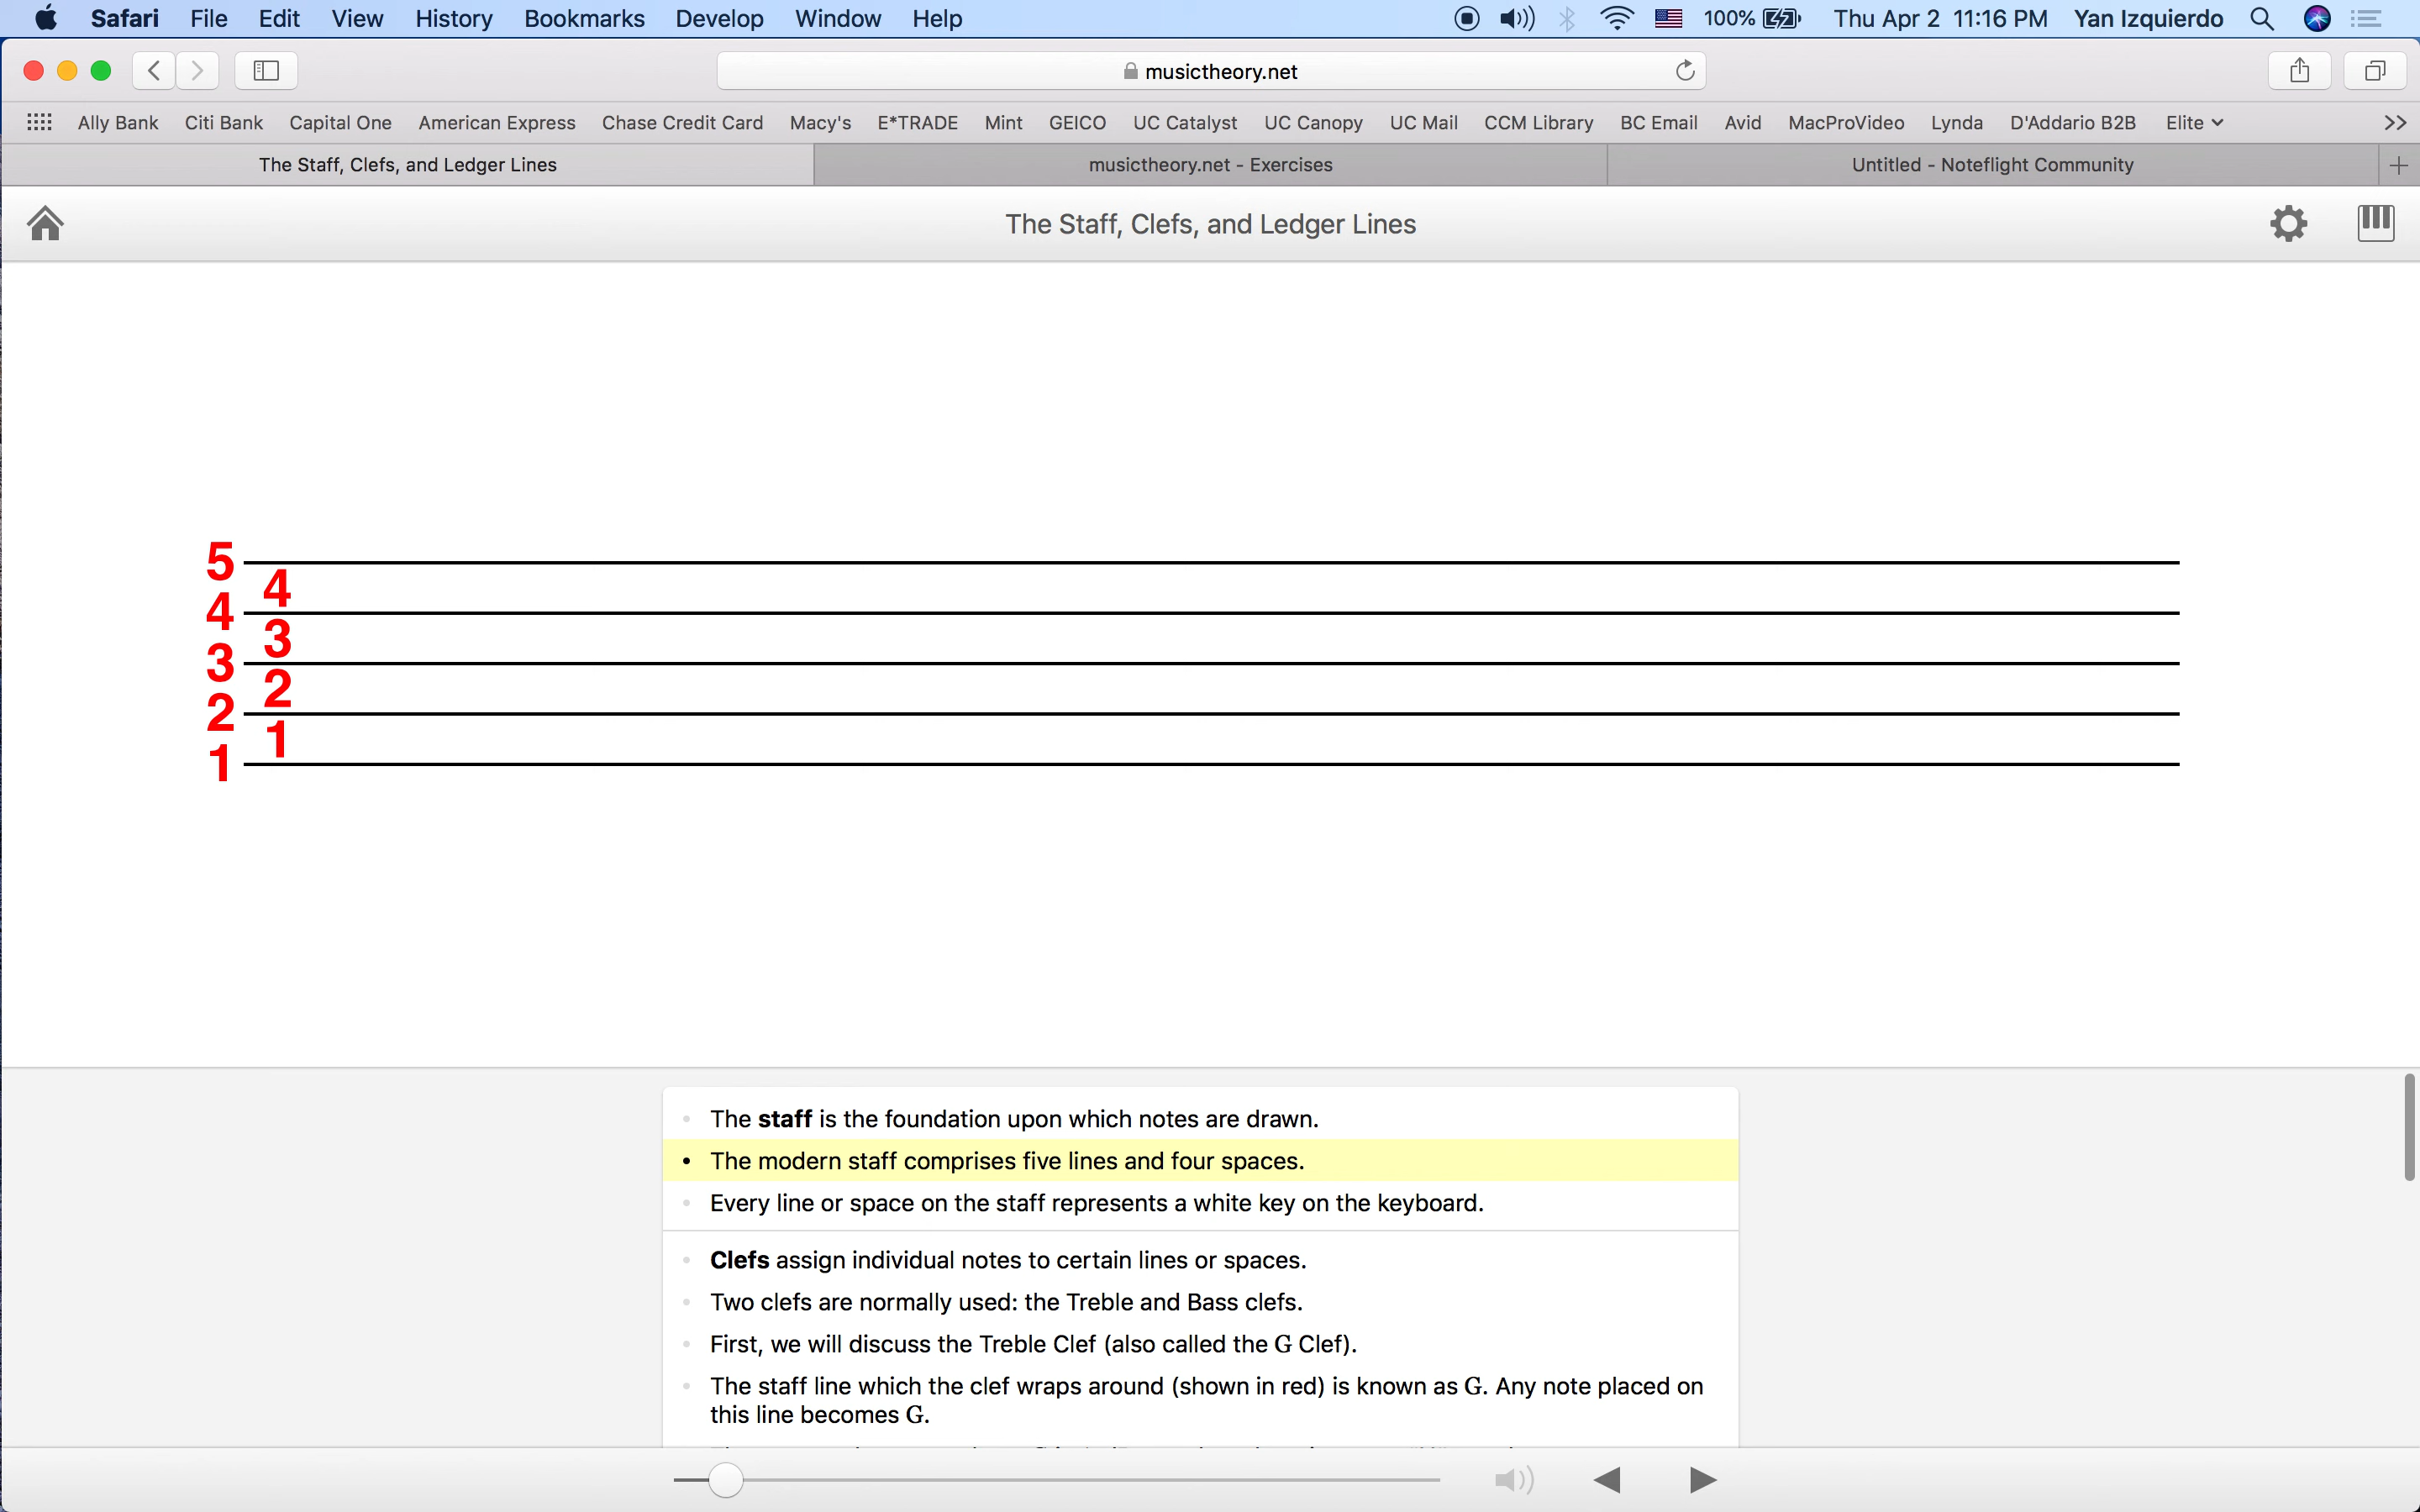 Safari File Edit View History Bookmarks Develop Window Help 100% Thu Apr 2 11:16 PM Yan Izquierdo
musictheory.net
Ally Bank Citi Bank Capital One American Express Chase Credit Card Macy's E*TRADE Mint GEICO UC Catalyst UC Canopy UC Mail CCM Library BC Email Avid MacProVideo Lynda D'Addario B2B Elite
The Staff, Clefs, and Ledger Lines musictheory.net - Exercises Untitled - Noteflight Community
The Staff, Clefs, and Ledger Lines
5
4
4
3
3
2
2
1
1
• The staff is the foundation upon which notes are drawn.
• The modern staff comprises five lines and four spaces.
• Every line or space on the staff represents a white key on the keyboard.
• Clefs assign individual notes to certain lines or spaces.
• Two clefs are normally used: the Treble and Bass clefs.
• First, we will discuss the Treble Clef (also called the G Clef).
• The staff line which the clef wraps around (shown in red) is known as G. Any note placed on
this line becomes G.